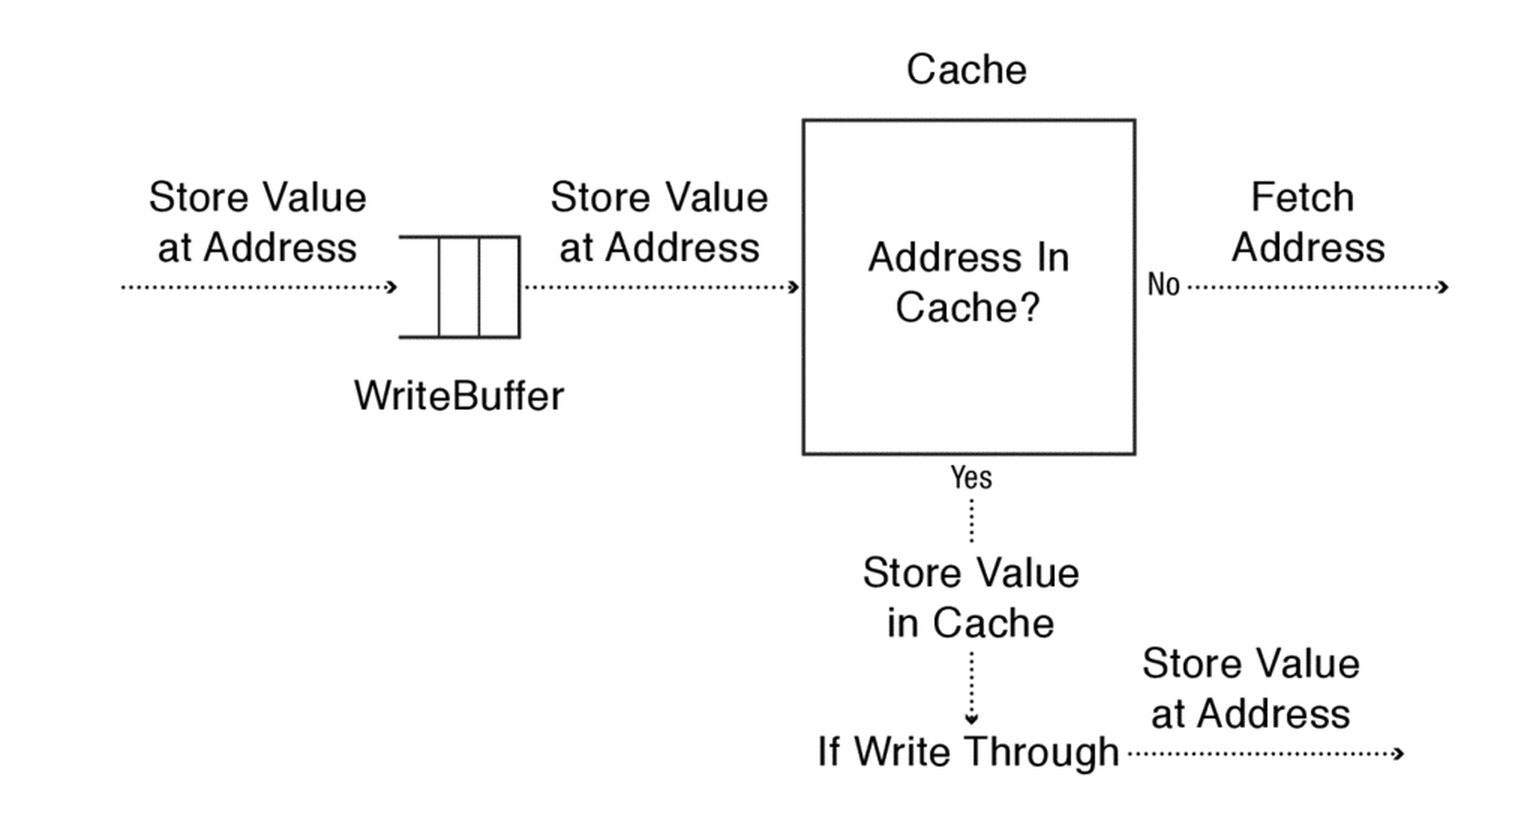 Cache
Store Value
at Address
Store Value
at Address
Address In
Cache?
No
Fetch
Address
WriteBuffer
Yes
Store Value
in Cache
Store Value
at Address
If Write Through